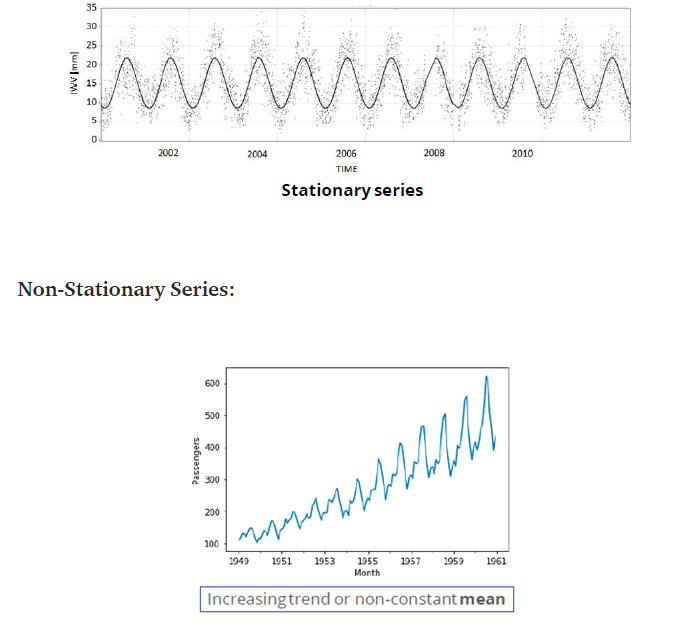 35
30
25
20
15
10
5
0
IWV [mm]
2002 2004 2006 2008 2010
TIME
Stationary series
Non-Stationary Series:
600
500
400
300
200
100
Passengers
1949 1951 1953 1955 1957 1959 1961
Month
Increasing trend or non-constant mean